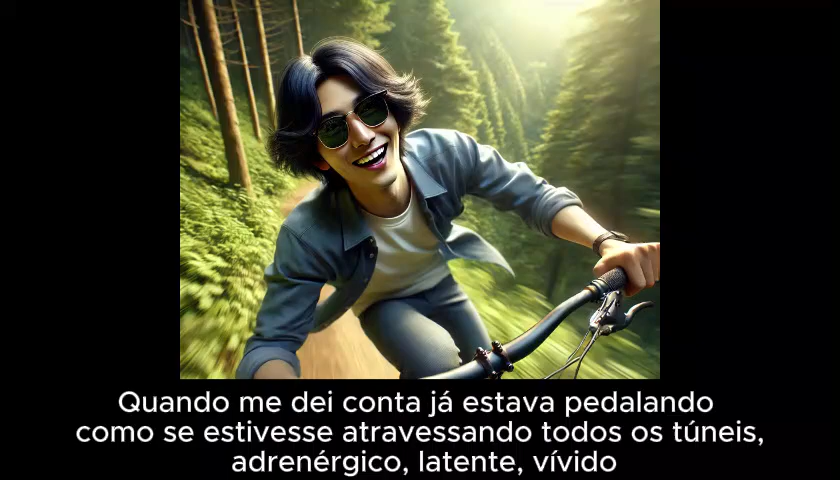 Quando me dei conta já estava pedalando
como se estivesse atravessando todos os túneis,
adrenérgico, latente, vívido